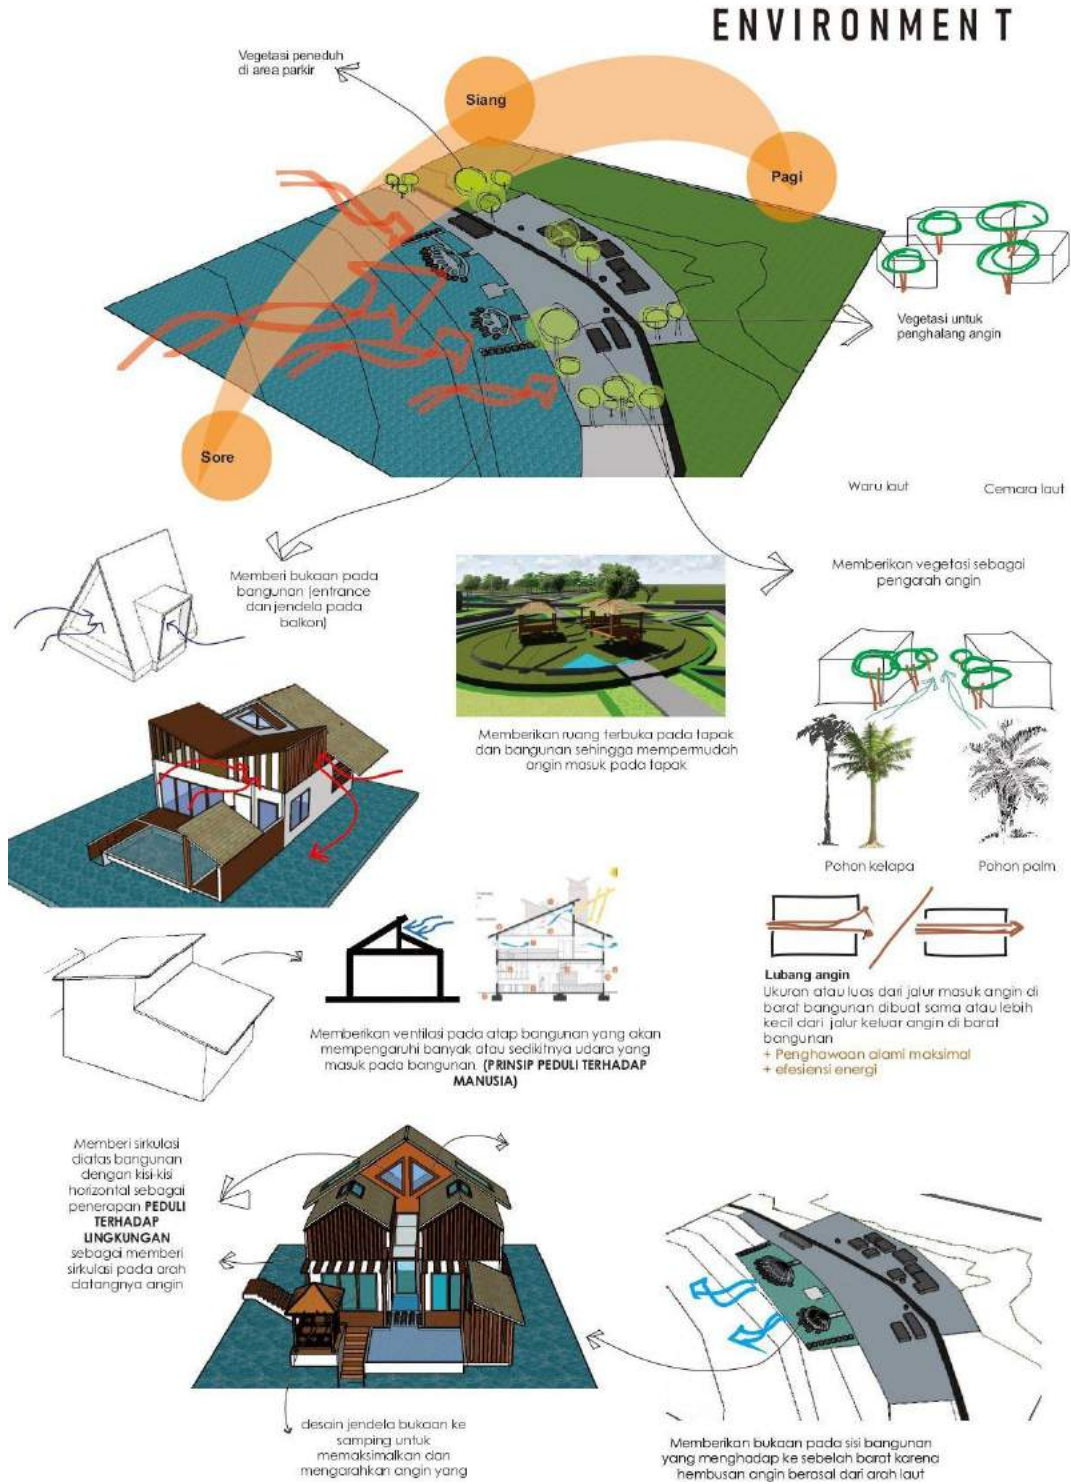 ENVIRONMENT
Vegetasi peneduh
di area parkir
Siang
Pagi
Sore
Vegetasi untuk
penghalang angin
Waru laut
Cemara laut
Memberi bukaan pada
bangunan (entrance
dan jendela pada
balkon)
Memberikan vegetasi sebagai
pengarah angin
Memberikan ruang terbuka pada tapak
dan bangunan sehingga mempermudah
angin masuk pada tapak
Pohon kelapa
Pohon palm
Lubang angin
Ukuran atau luas dari jalur masuk angin di
barat bangunan dibuat sama atau lebih
kecil dari jalur keluar angin di barat
bangunan
+ Penghawaan alami maksimal
+ efesiensi energi
Memberikan ventilasi pada atap bangunan yang akan
mempengaruhi banyak atau sedikitnya udara yang
masuk pada bangunan. (PRINSIP PEDULI TERHADAP
MANUSIA)
Memberi sirkulasi
diatas bangunan
dengan kisi-kisi
horizontal sebagai
penerapan PEDULI
TERHADAP
LINGKUNGAN
sebagai memberi
sirkulasi pada arah
datangnya angin
desain jendela bukaan ke
samping untuk
memaksimalkan dan
mengarahkan angin yang
Memberikan bukaan pada sisi bangunan
yang menghadap ke sebelah barat karena
hembusan angin berasal dari arah laut